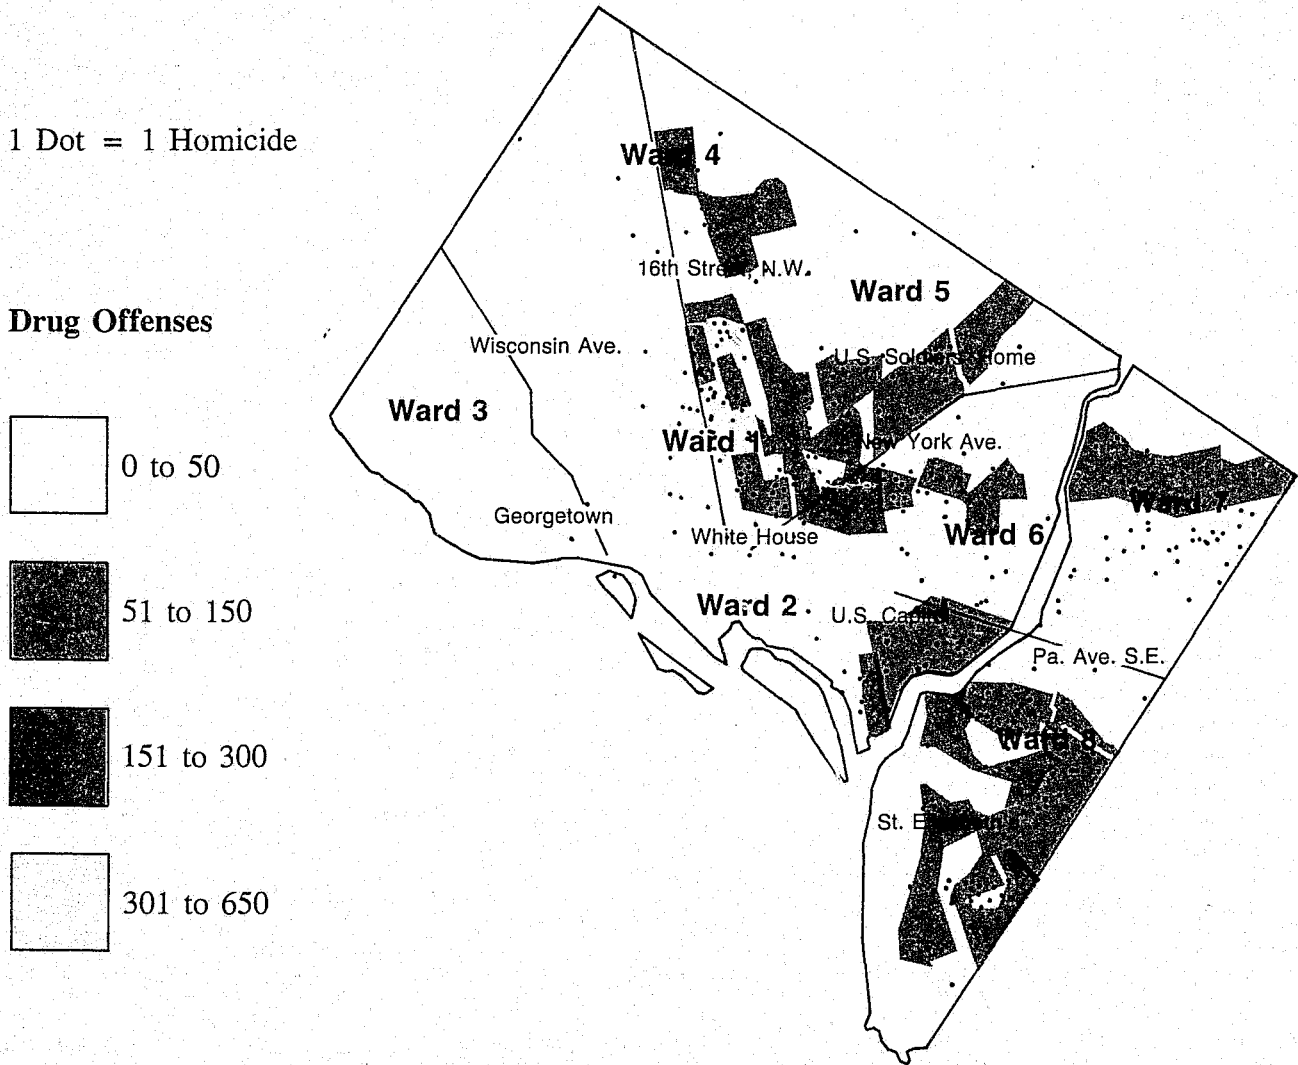 1 Dot = 1 Homicide
Drug Offenses
0 to 50
51 to 150
151 to 300
301 to 650
Ward 4
16th Street, N.W.
Ward 5
Wisconsin Ave.
U.S. Soldiers' Home
Ward 3
Ward 1
New York Ave.
Ward 7
Georgetown
White House
Ward 6
Ward 2
U.S. Capitol
Pa. Ave. S.E.
Ward 8
St. E